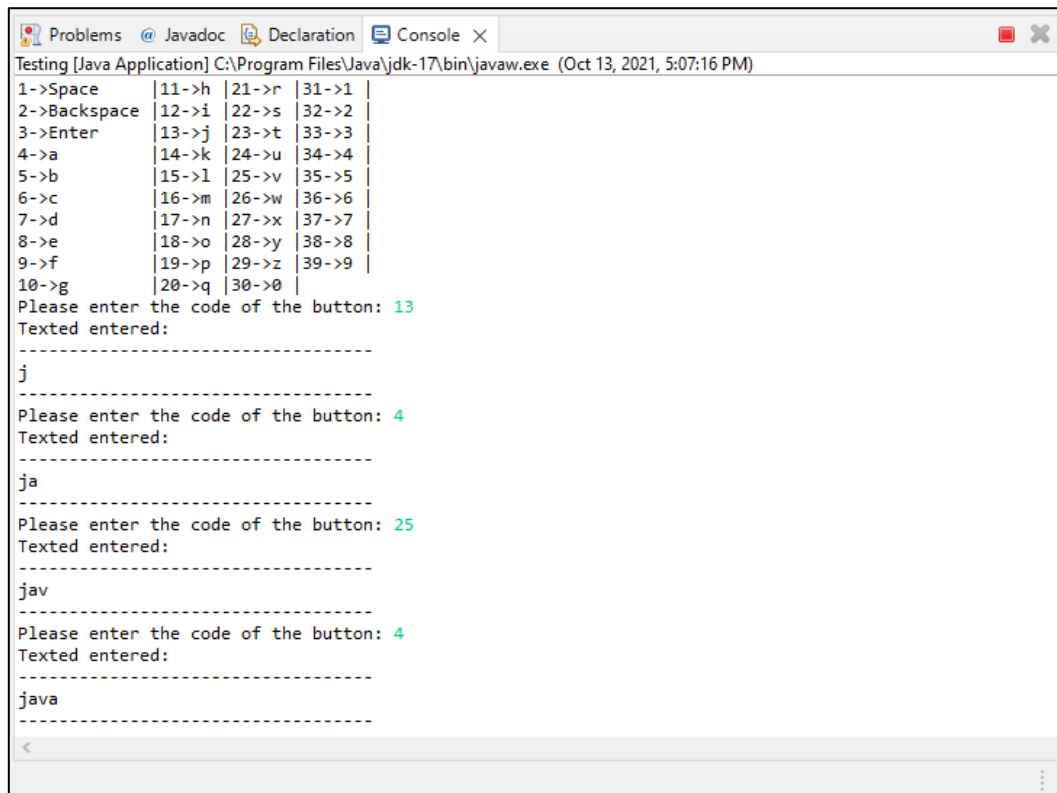 Problems @ Javadoc Declaration Console
Testing [Java Application] C:\Program Files\Java\jdk-17\bin\javaw.exe (Oct 13, 2021, 5:07:16 PM)
1->Space     |11->h |21->r |31->1 |
2->Backspace |12->i |22->s |32->2 |
3->Enter     |13->j |23->t |33->3 |
4->a         |14->k |24->u |34->4 |
5->b         |15->l |25->v |35->5 |
6->c         |16->m |26->w |36->6 |
7->d         |17->n |27->x |37->7 |
8->e         |18->o |28->y |38->8 |
9->f         |19->p |29->z |39->9 |
10->g        |20->q |30->0 |
Please enter the code of the button: 13
Texted entered:
-----------------------------------
j
-----------------------------------
Please enter the code of the button: 4
Texted entered:
-----------------------------------
ja
-----------------------------------
Please enter the code of the button: 25
Texted entered:
-----------------------------------
jav
-----------------------------------
Please enter the code of the button: 4
Texted entered:
-----------------------------------
java
-----------------------------------